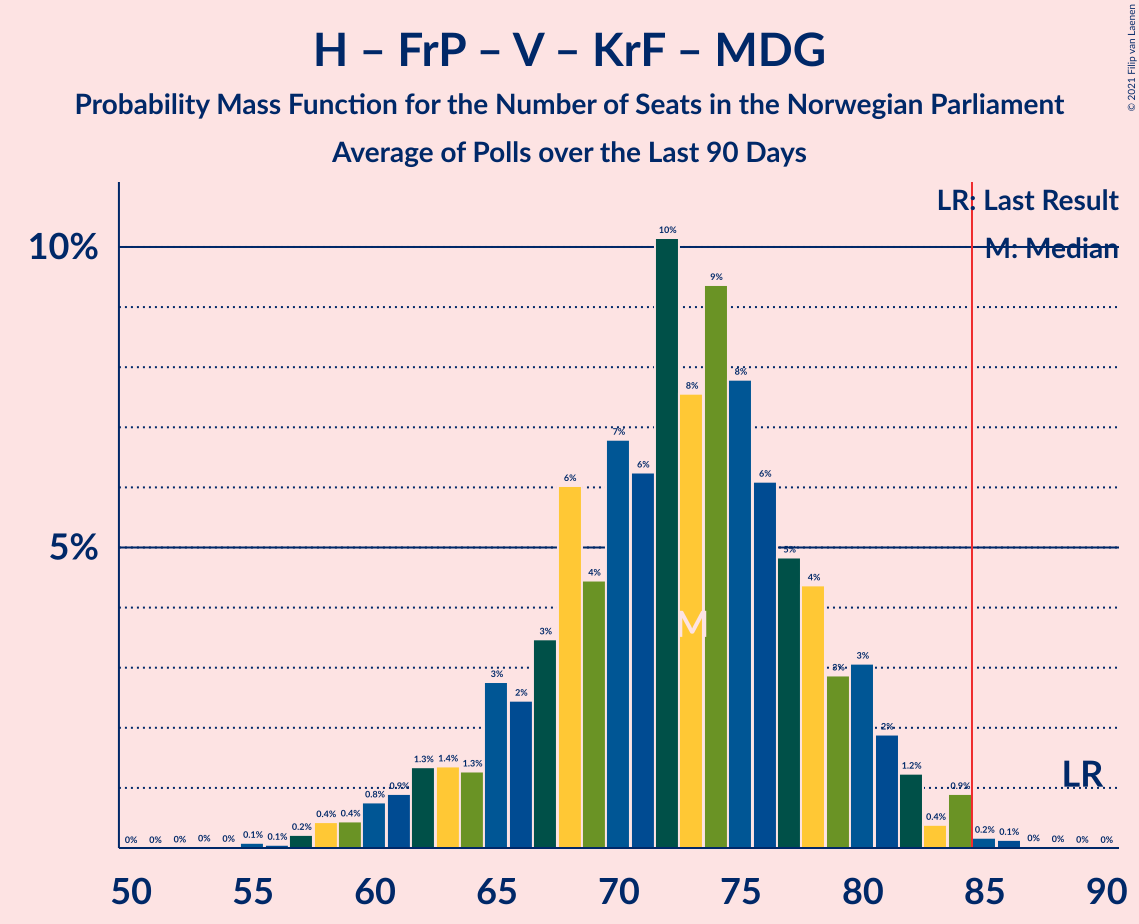 H – FrP – V – KrF – MDG
Probability Mass Function for the Number of Seats in the Norwegian Parliament
Average of Polls over the Last 90 Days
© 2021 Filip van Laenen
LR: Last Result
M: Median
10%
5%
0% 0% 0% 0% 0% 0.1% 0.1% 0.2% 0.4% 0.4% 0.8% 0.9% 1.3% 1.4% 1.3% 3% 2% 3% 6% 4% 7% 6% 10% 8% 9% 8% 6% 5% 4% 3% 3% 2% 1.2% 0.4% 0.9% 0.2% 0.1% 0% 0% 0% 0%
M
LR
50 55 60 65 70 75 80 85 90